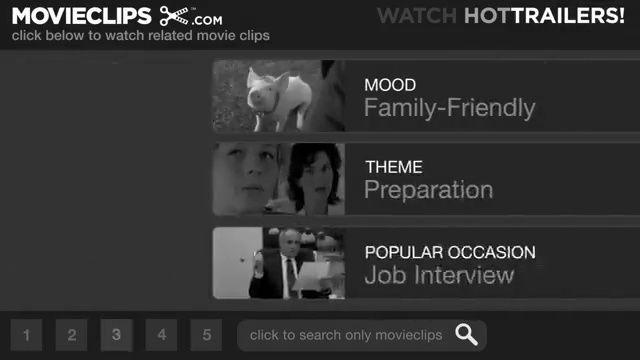 MOVIECLIPS .COM
WATCH HOTTRAILERS!
click below to watch related movie clips
MOOD
Family-Friendly
THEME
Preparation
POPULAR OCCASION
Job Interview
1 2 3 4 5
click to search only movieclips